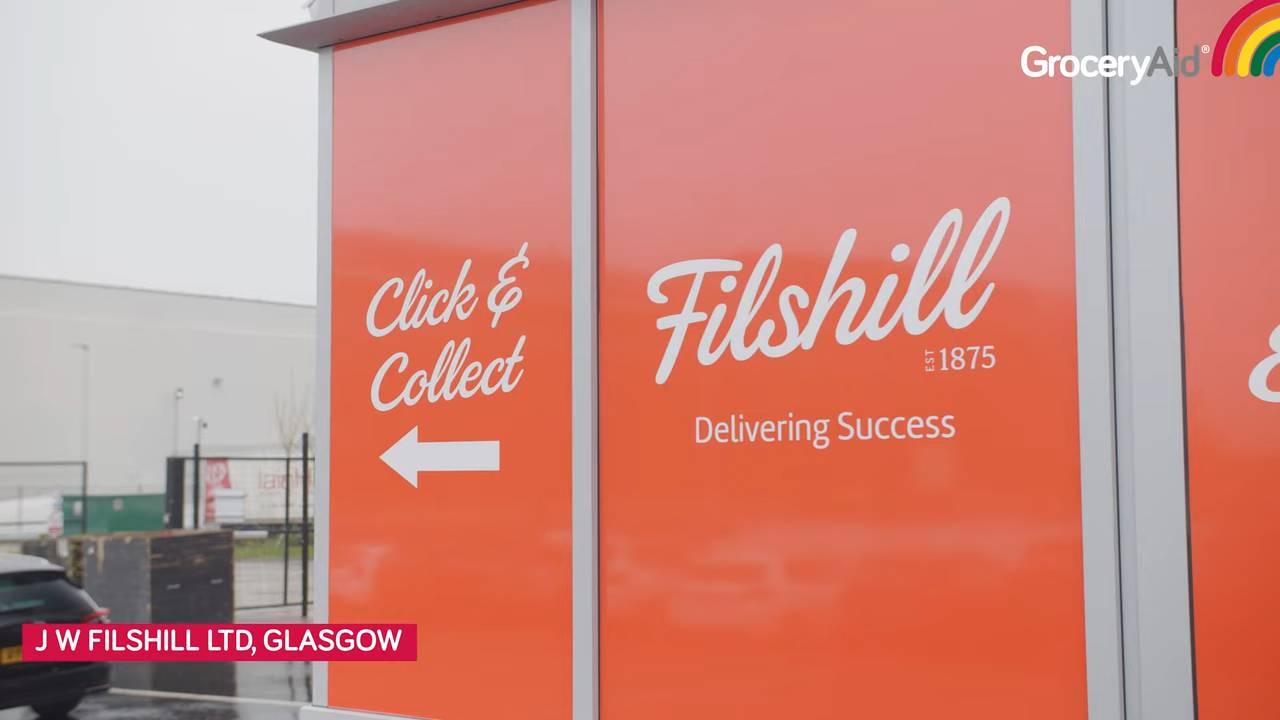 GroceryAid®
Click &
Collect
Filshill
EST 1875
Delivering Success
J W FILSHILL LTD, GLASGOW